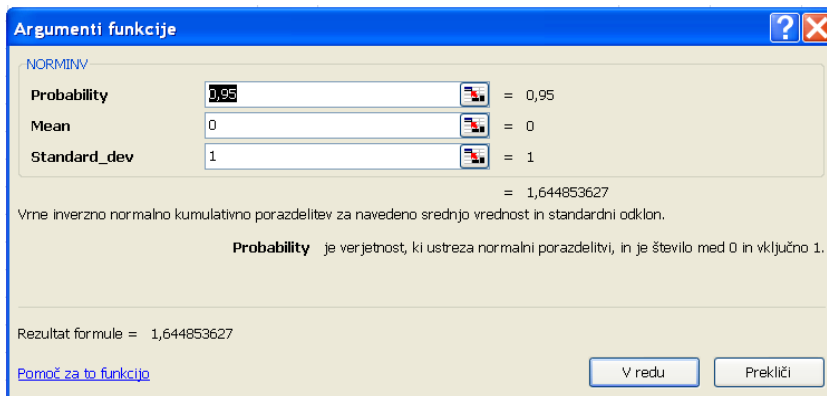 Argumenti funkcije
NORMINV
Probability 0,95 = 0,95
Mean 0 = 0
Standard_dev 1 = 1
= 1,644853627
Vrne inverzno normalno kumulativno porazdelitev za navedeno srednjo vrednost in standardni odklon.
Probability je verjetnost, ki ustreza normalni porazdelitvi, in je število med 0 in vključno 1.
Rezultat formule = 1,644853627
Pomoč za to funkcijo V redu Prekliči